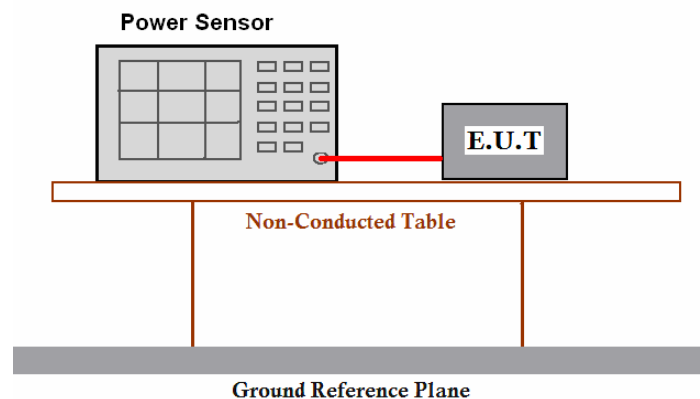 Power Sensor
E.U.T
Non-Conducted Table
Ground Reference Plane